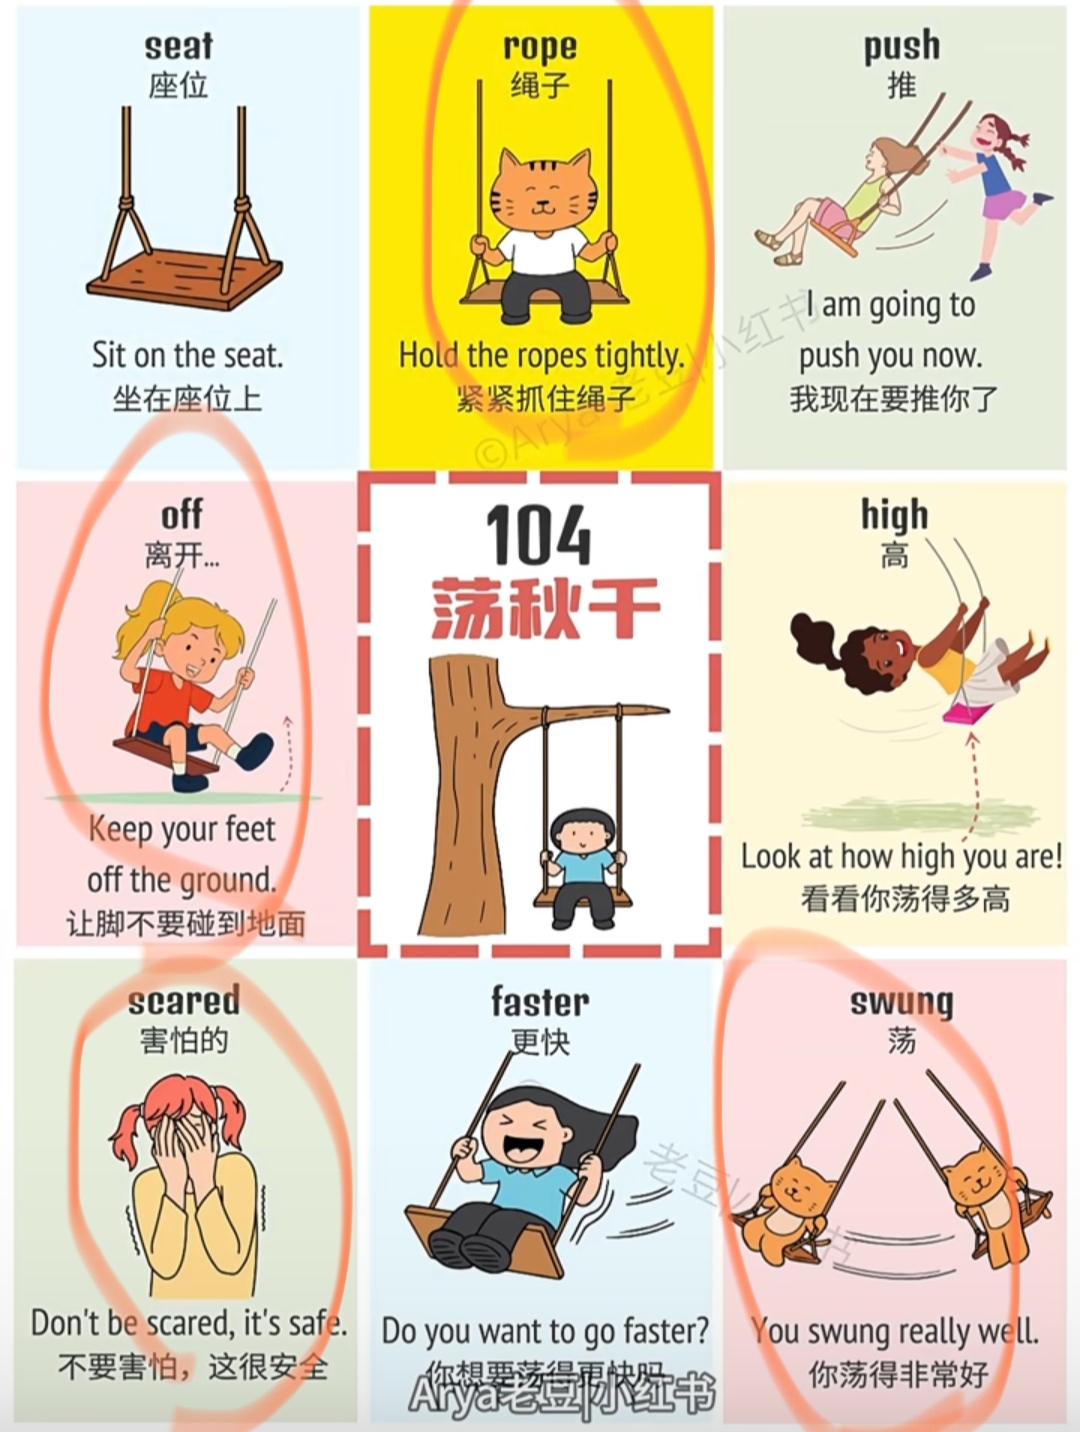 seat
座位
Sit on the seat.
坐在座位上
rope
绳子
Hold the ropes tightly.
紧紧抓住绳子
push
推
I am going to
push you now.
我现在要推你了
©Arya老豆|小红书
off
离开...
Keep your feet
off the ground.
让脚不要碰到地面
104
荡秋千
high
高
Look at how high you are!
看看你荡得多高
scared
害怕的
Don't be scared, it's safe.
不要害怕，这很安全
faster
更快
Do you want to go faster?
你想要荡得更快吗
swung
荡
You swung really well.
你荡得非常好
老豆
书
Arya老豆|小红书